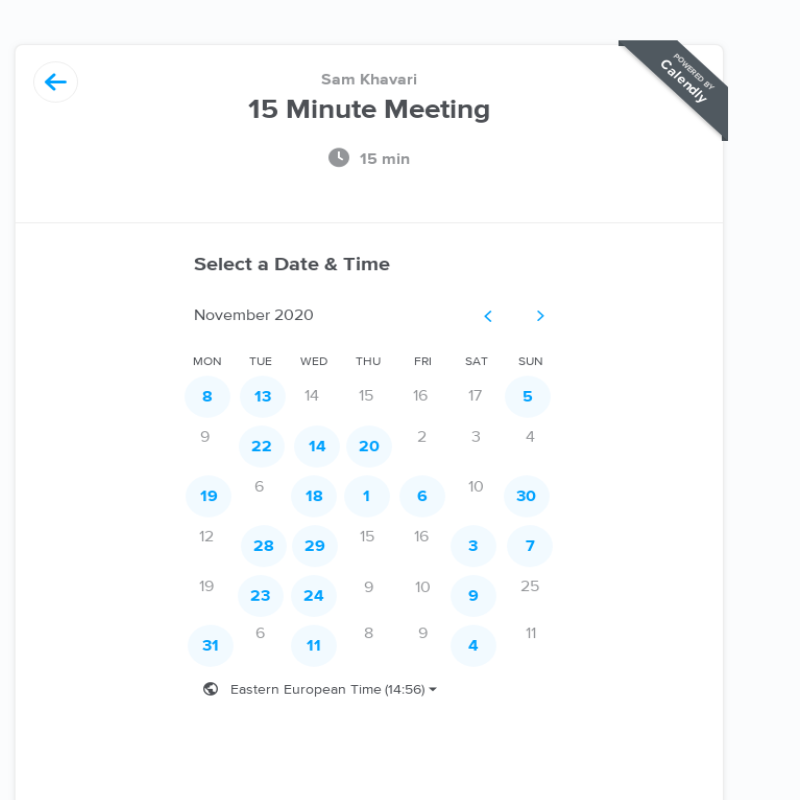 POWERED BY
Calendly
Sam Khavari
15 Minute Meeting
15 min
Select a Date & Time
November 2020
MON TUE WED THU FRI SAT SUN
8 13 14 15 16 17 5
9 22 14 20 2 3 4
19 6 18 1 6 10 30
12 28 29 15 16 3 7
19 23 24 9 10 9 25
31 6 11 8 9 4 11
Eastern European Time (14:56)